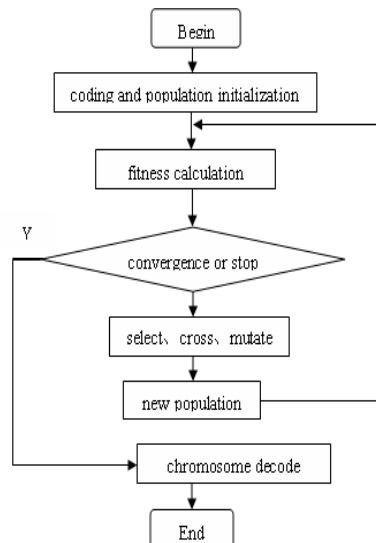 Begin
coding and population initialization
fitness calculation
Y
convergence or stop
select、cross、mutate
new population
chromosome decode
End